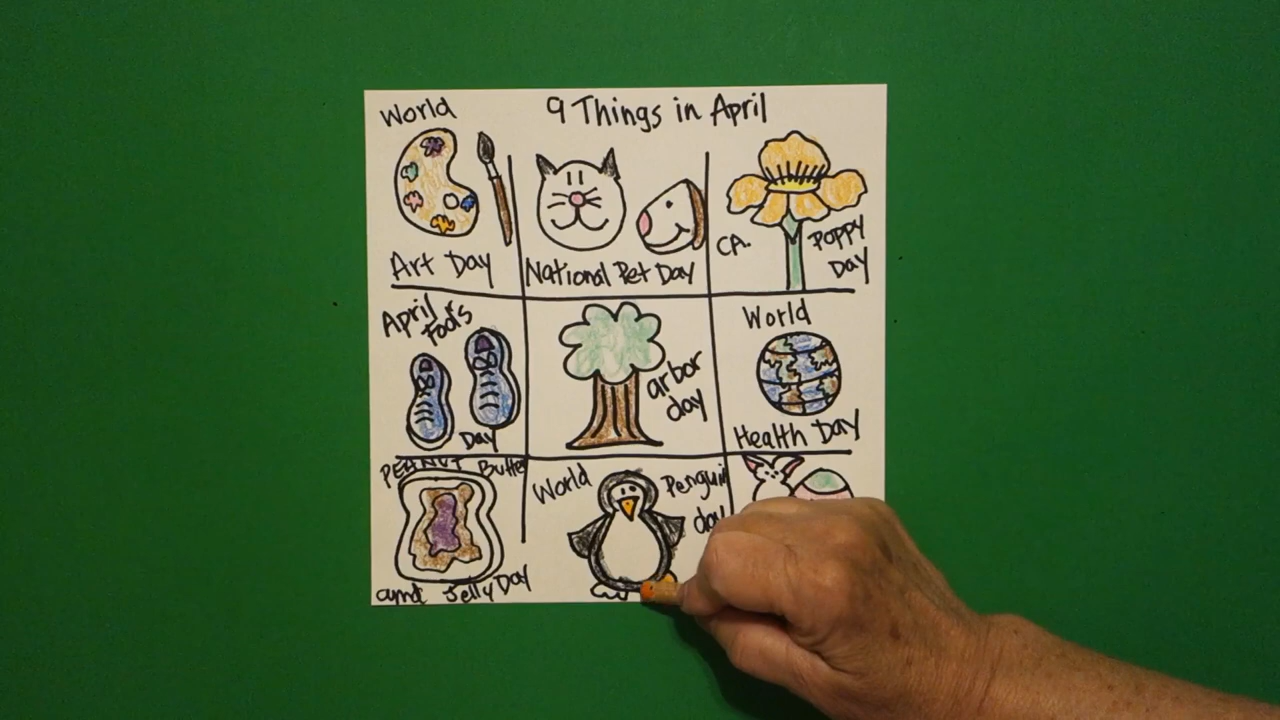 9 Things in April
World
Art Day
National Pet Day
CA.
POPPY
DAY
April
Fool's
Day
arbor
day
World
Health Day
PEANUT Butter
and Jelly Day
World
Penguin
day